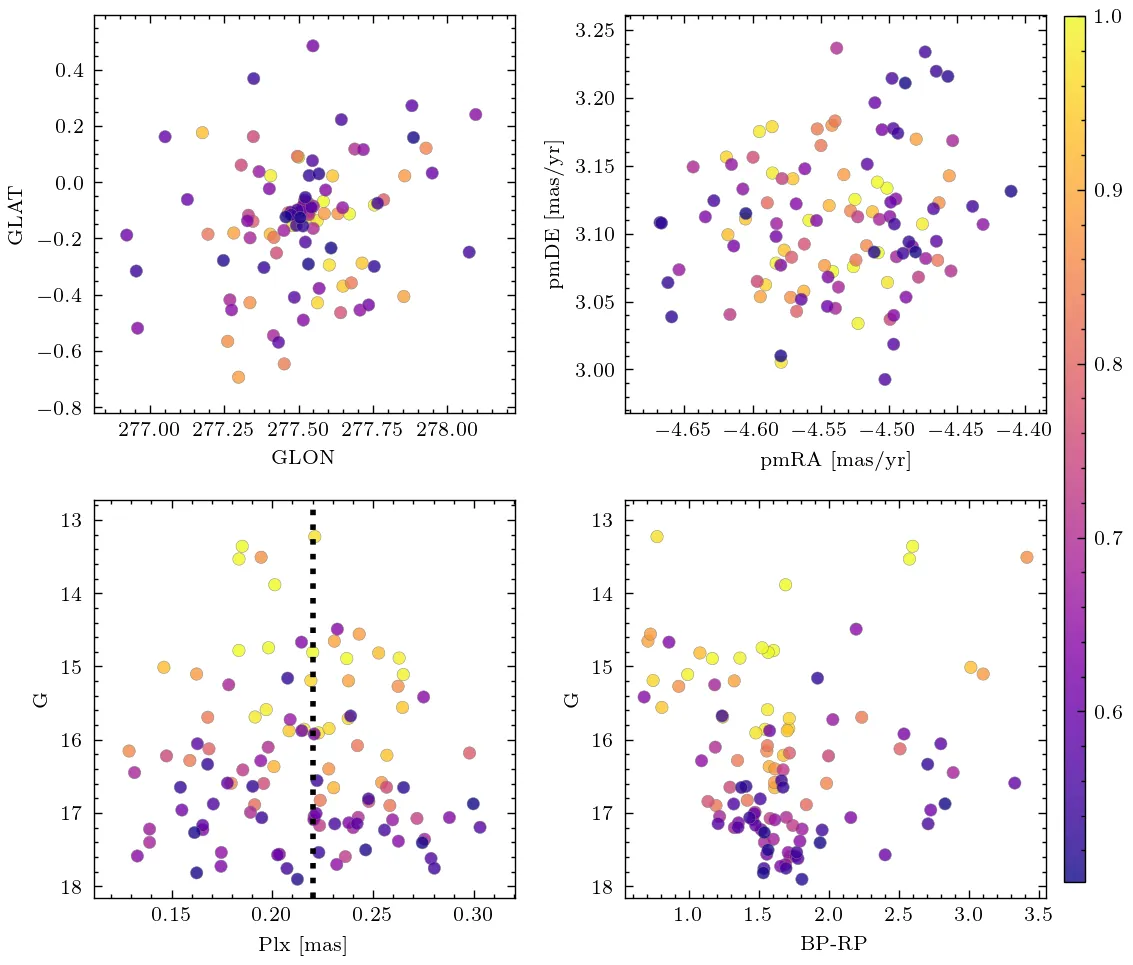 0.4
0.2
0.0
−0.2
−0.4
−0.6
−0.8
GLAT
277.00 277.25 277.50 277.75 278.00
GLON
3.25
3.20
3.15
3.10
3.05
3.00
pmDE [mas/yr]
−4.65 −4.60 −4.55 −4.50 −4.45 −4.40
pmRA [mas/yr]
1.0
0.9
0.8
0.7
0.6
13
14
15
16
17
18
G
0.15 0.20 0.25 0.30
Plx [mas]
13
14
15
16
17
18
G
1.0 1.5 2.0 2.5 3.0 3.5
BP-RP